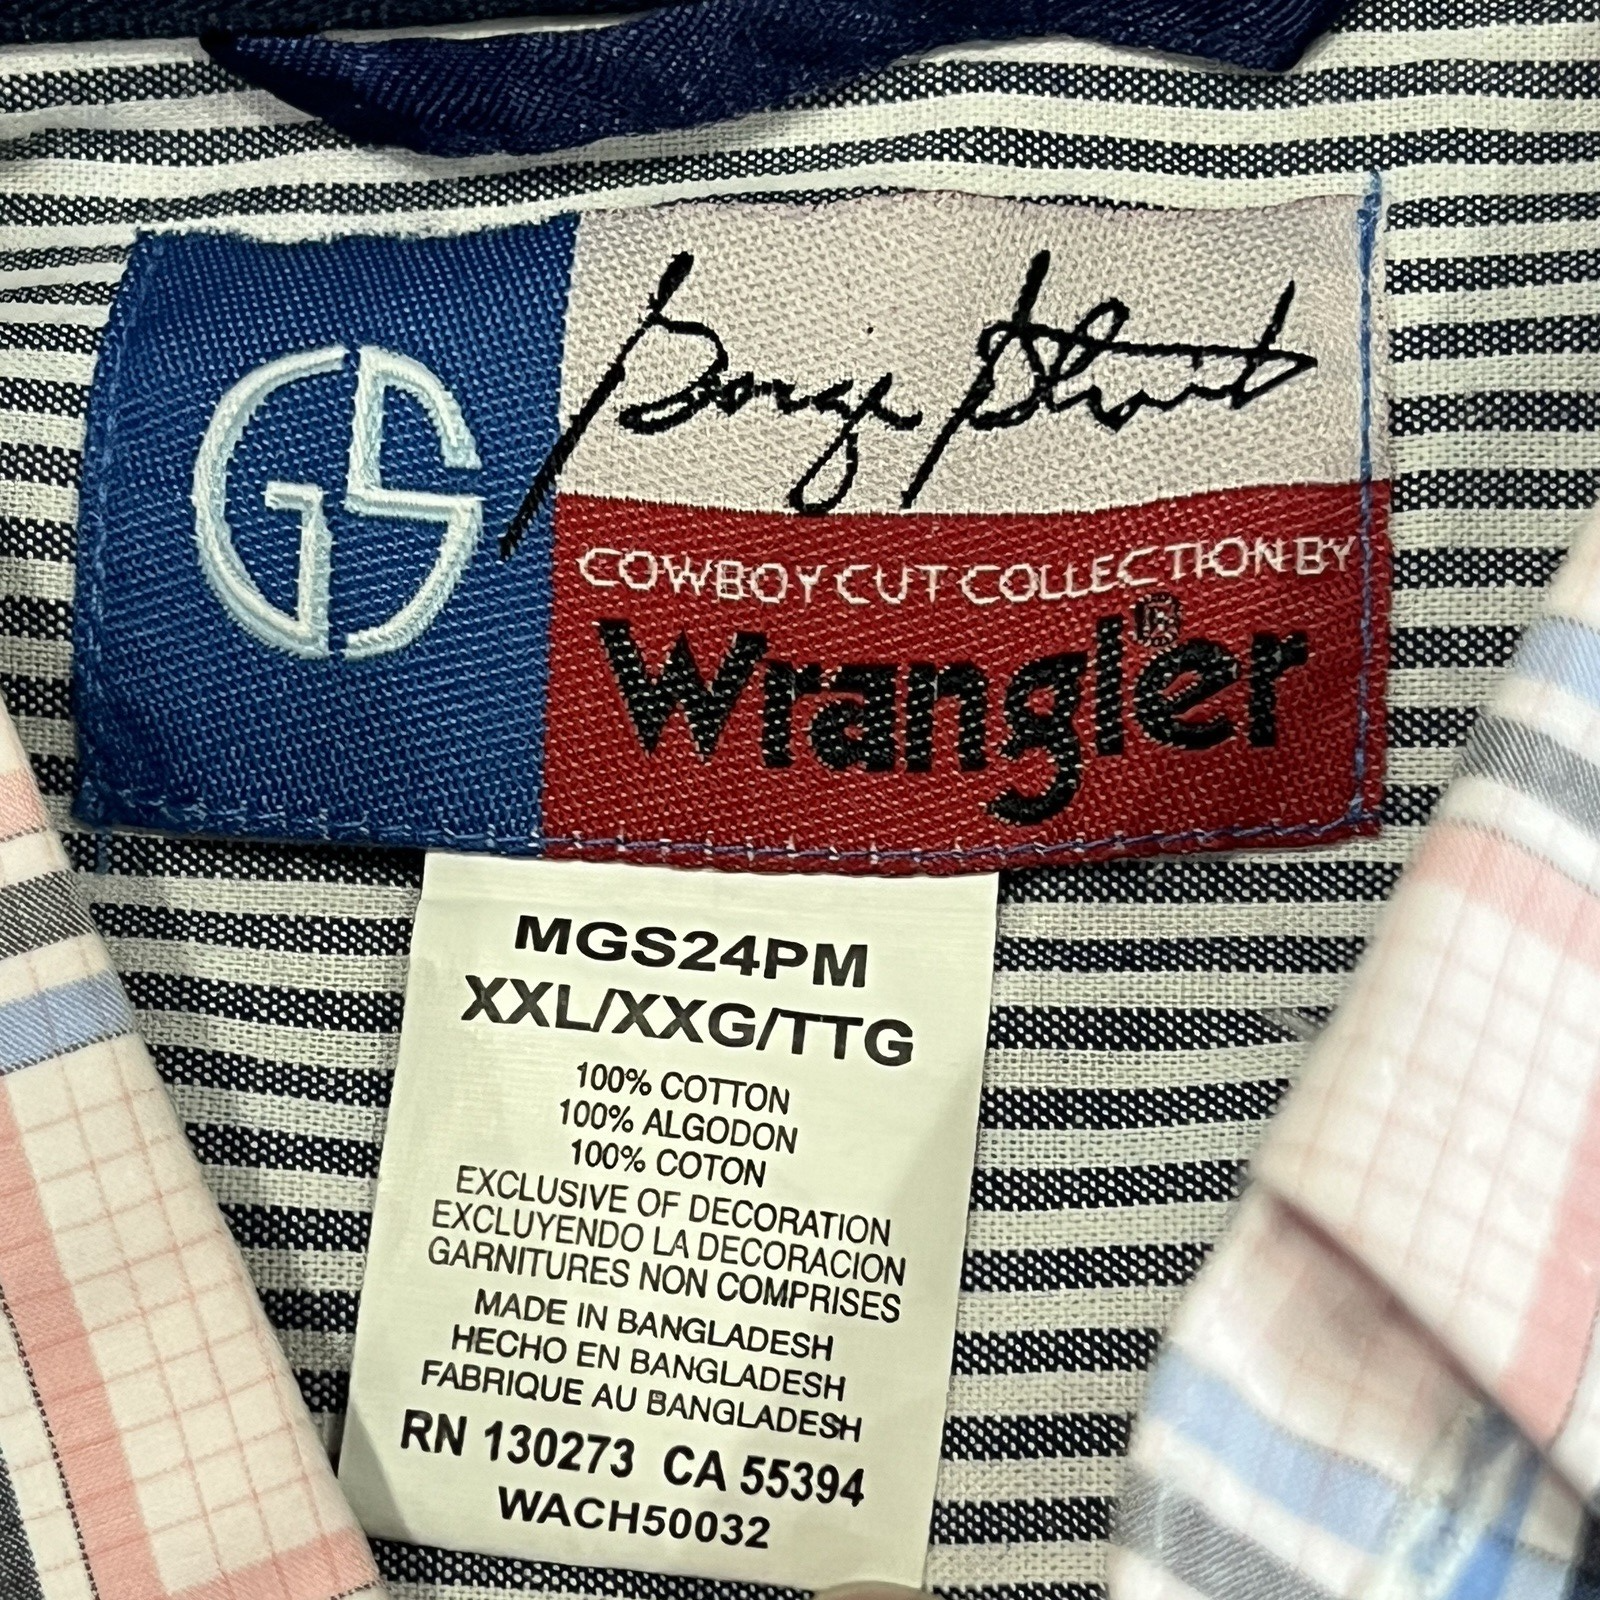 GS
George Strait
COWBOY CUT COLLECTION BY
Wrangler®
MGS24PM
XXL/XXG/TTG
100% COTTON
100% ALGODON
100% COTON
EXCLUSIVE OF DECORATION
EXCLUYENDO LA DECORACION
GARNITURES NON COMPRISES
MADE IN BANGLADESH
HECHO EN BANGLADESH
FABRIQUE AU BANGLADESH
RN 130273 CA 55394
WACH50032